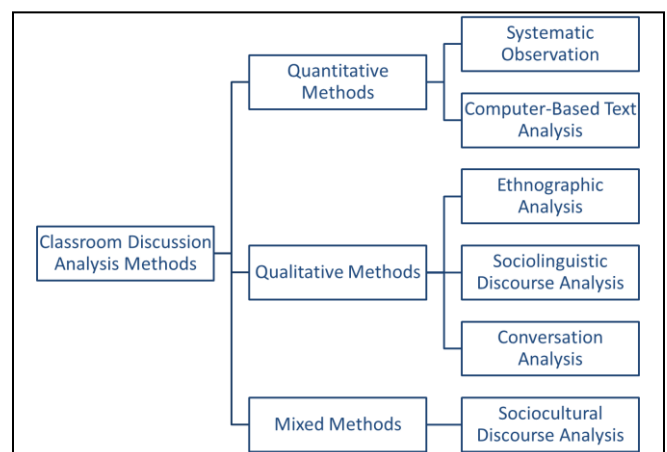 Systematic
Observation
Quantitative
Methods
Computer-Based Text
Analysis
Ethnographic
Analysis
Classroom Discussion
Analysis Methods
Qualitative Methods
Sociolinguistic
Discourse Analysis
Conversation
Analysis
Mixed Methods
Sociocultural
Discourse Analysis